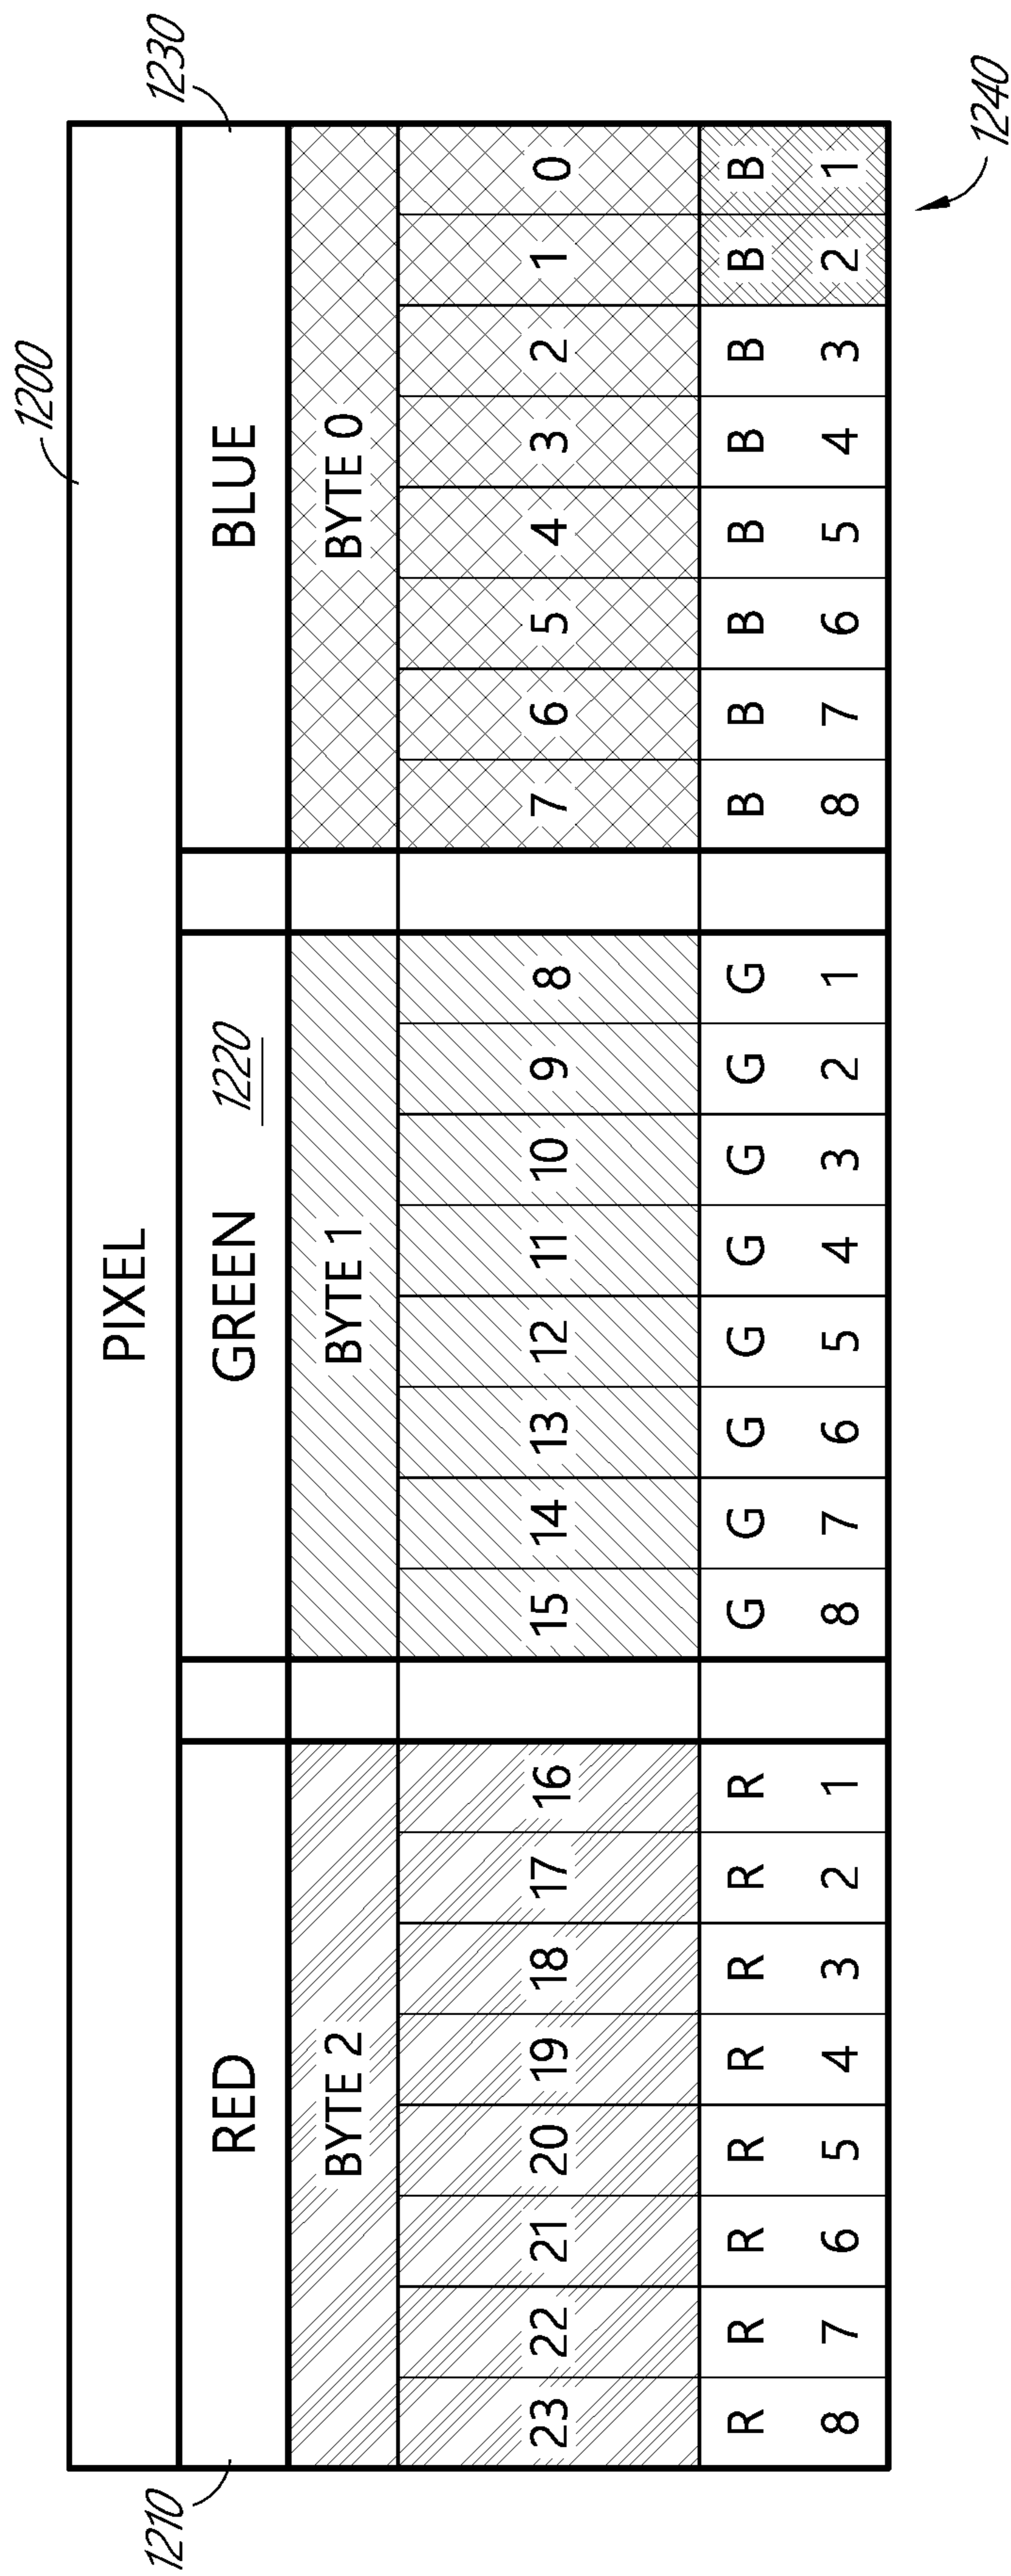 1200
PIXEL
1210
RED
GREEN 1220
BLUE
1230
BYTE 2
BYTE 1
BYTE 0
23 22 21 20 19 18 17 16 15 14 13 12 11 10 9 8 7 6 5 4 3 2 1 0
R R R R R R R R G G G G G G G G B B B B B B B B
8 7 6 5 4 3 2 1 8 7 6 5 4 3 2 1 8 7 6 5 4 3 2 1
1240